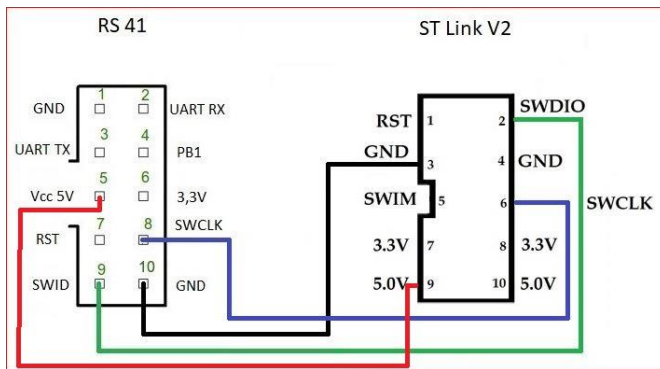 RS 41
ST Link V2
1
2
GND
UART RX
3
4
UART TX
PB1
5
6
Vcc 5V
3,3V
7
8
SWCLK
RST
9
10
SWID
GND
SWDIO
RST
1
2
GND
3
4
GND
SWIM
5
6
SWCLK
3.3V
7
8
3.3V
5.0V
9
10
5.0V